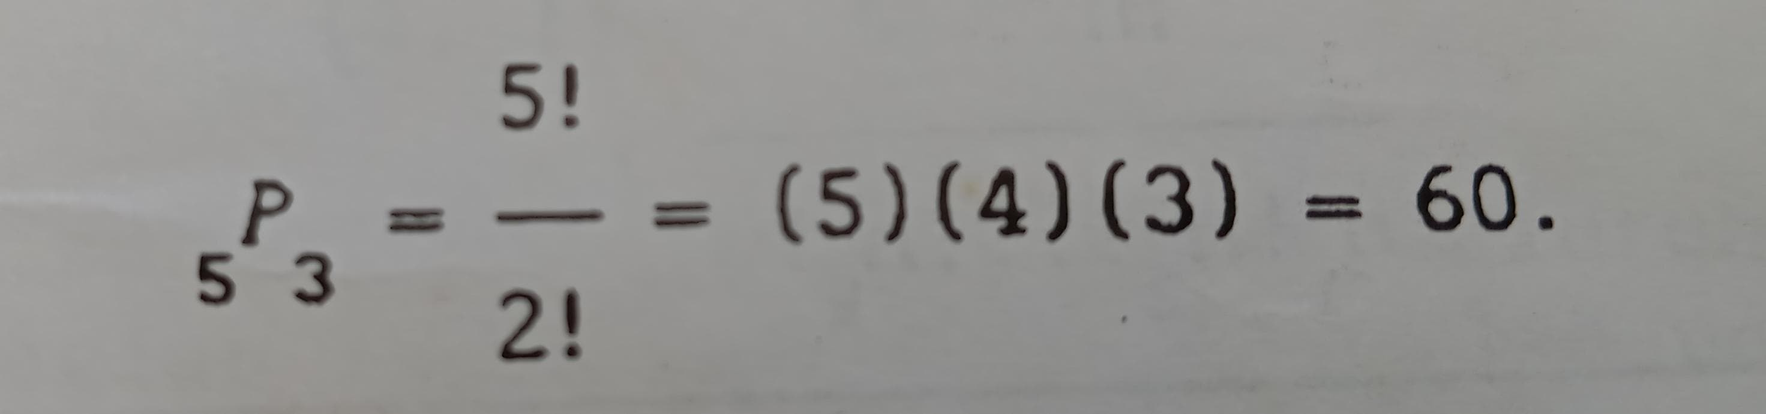 ₅P₃ = 5!/2! = (5)(4)(3) = 60.